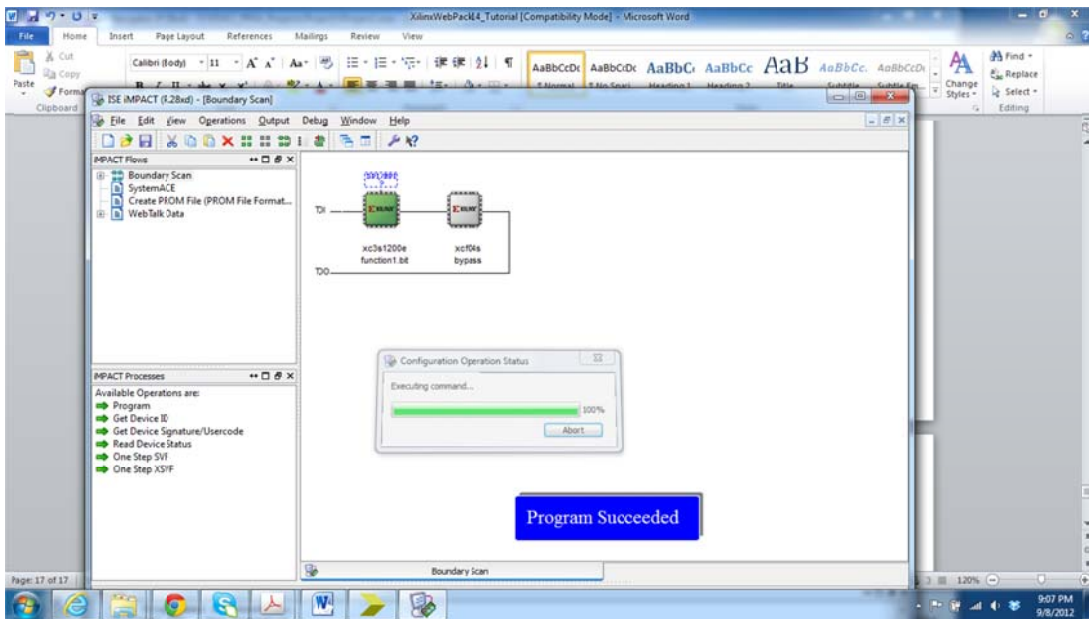 XilinxWebPack14_Tutorial [Compatibility Mode] - Microsoft Word
File Home Insert Page Layout References Mailings Review View
Cut
Copy
Paste
Clipboard
Calibri (Body) 11
AaBbCcDc AaBbCcDc AaBbCc AaBbCc AaB AaBbCc. AaBbCcDc
Title
Change
Styles
Find
Replace
Select
Editing
ISE iMPACT - [Boundary Scan]
File Edit View Operations Output Debug Window Help
iMPACT Flows
Boundary Scan
SystemACE
Create PROM File (PROM File Format...
WebTalk Data
TDI
XILINX
XILINX
xc3s1200e
function1.bit
xcf04s
bypass
TDO
Configuration Operation Status
Executing command...
100%
Abort
iMPACT Processes
Available Operations are:
Program
Get Device ID
Get Device Signature/Usercode
Read Device Status
One Step SVF
One Step XSVF
Program Succeeded
Boundary Scan
Page: 17 of 17
120%
9:07 PM
9/8/2012